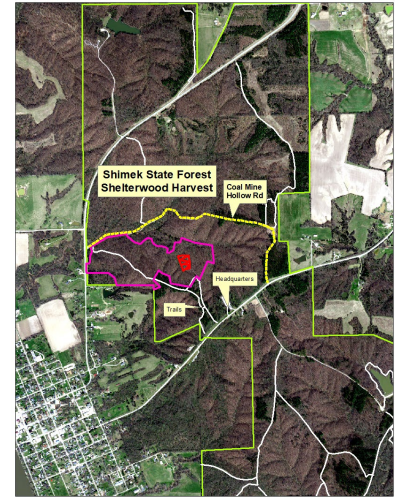 Shimek State Forest
Shelterwood Harvest
Coal Mine
Hollow Rd
Headquarters
Trails